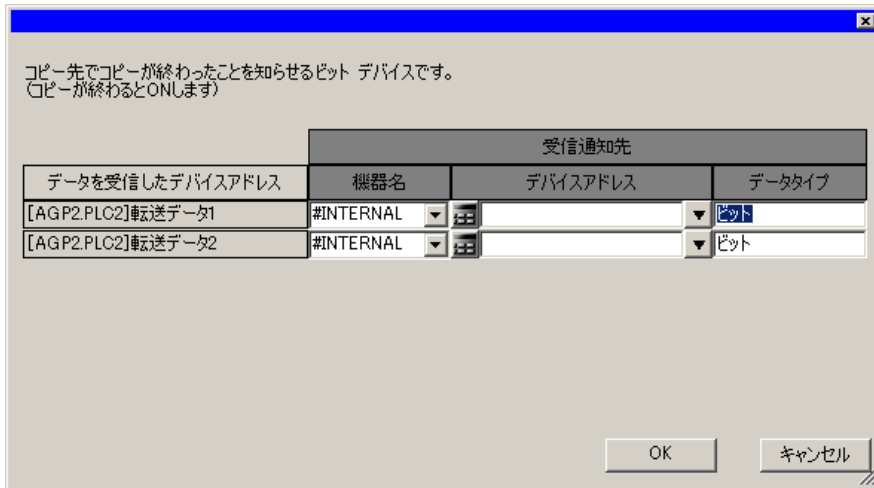 コピー先でコピーが終わったことを知らせるビット デバイスです。
(コピーが終わるとONします)
受信通知先
データを受信したデバイスアドレス 機器名 デバイスアドレス データタイプ
[AGP2.PLC2]転送データ1 #INTERNAL ビット
[AGP2.PLC2]転送データ2 #INTERNAL ビット
OK キャンセル